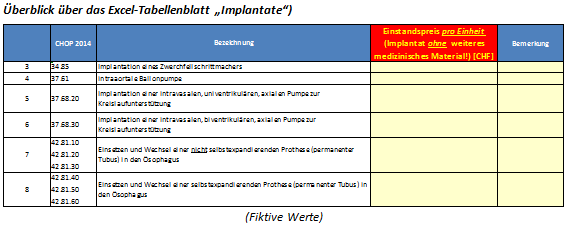 Überblick über das Excel-Tabellenblatt „Implantate“)
CHOP 2014
Bezeichnung
Einstandspreis pro Einheit
(Implantat ohne weiteres
medizinisches Material!) [CHF]
Bemerkung
3 34.85 Implantation eines Zwerchfellschrittmachers
4 37.61 Intraaortale Ballonpumpe
5 37.68.20 Implantation einer intravasalen, univentrikulären, axialen Pumpe zur
Kreislaufunterstützung
6 37.68.30 Implantation einer intravasalen, biventrikulären, axialen Pumpe zur
Kreislaufunterstützung
7 42.81.10
42.81.20
42.81.30
Einsetzen und Wechsel einer nicht selbstexpandierenden Prothese (permanenter
Tubus) in den Ösophagus
8 42.81.40
42.81.50
42.81.60
Einsetzen und Wechsel einer selbstexpandierenden Prothese (permanenter Tubus) in
den Ösophagus
(Fiktive Werte)